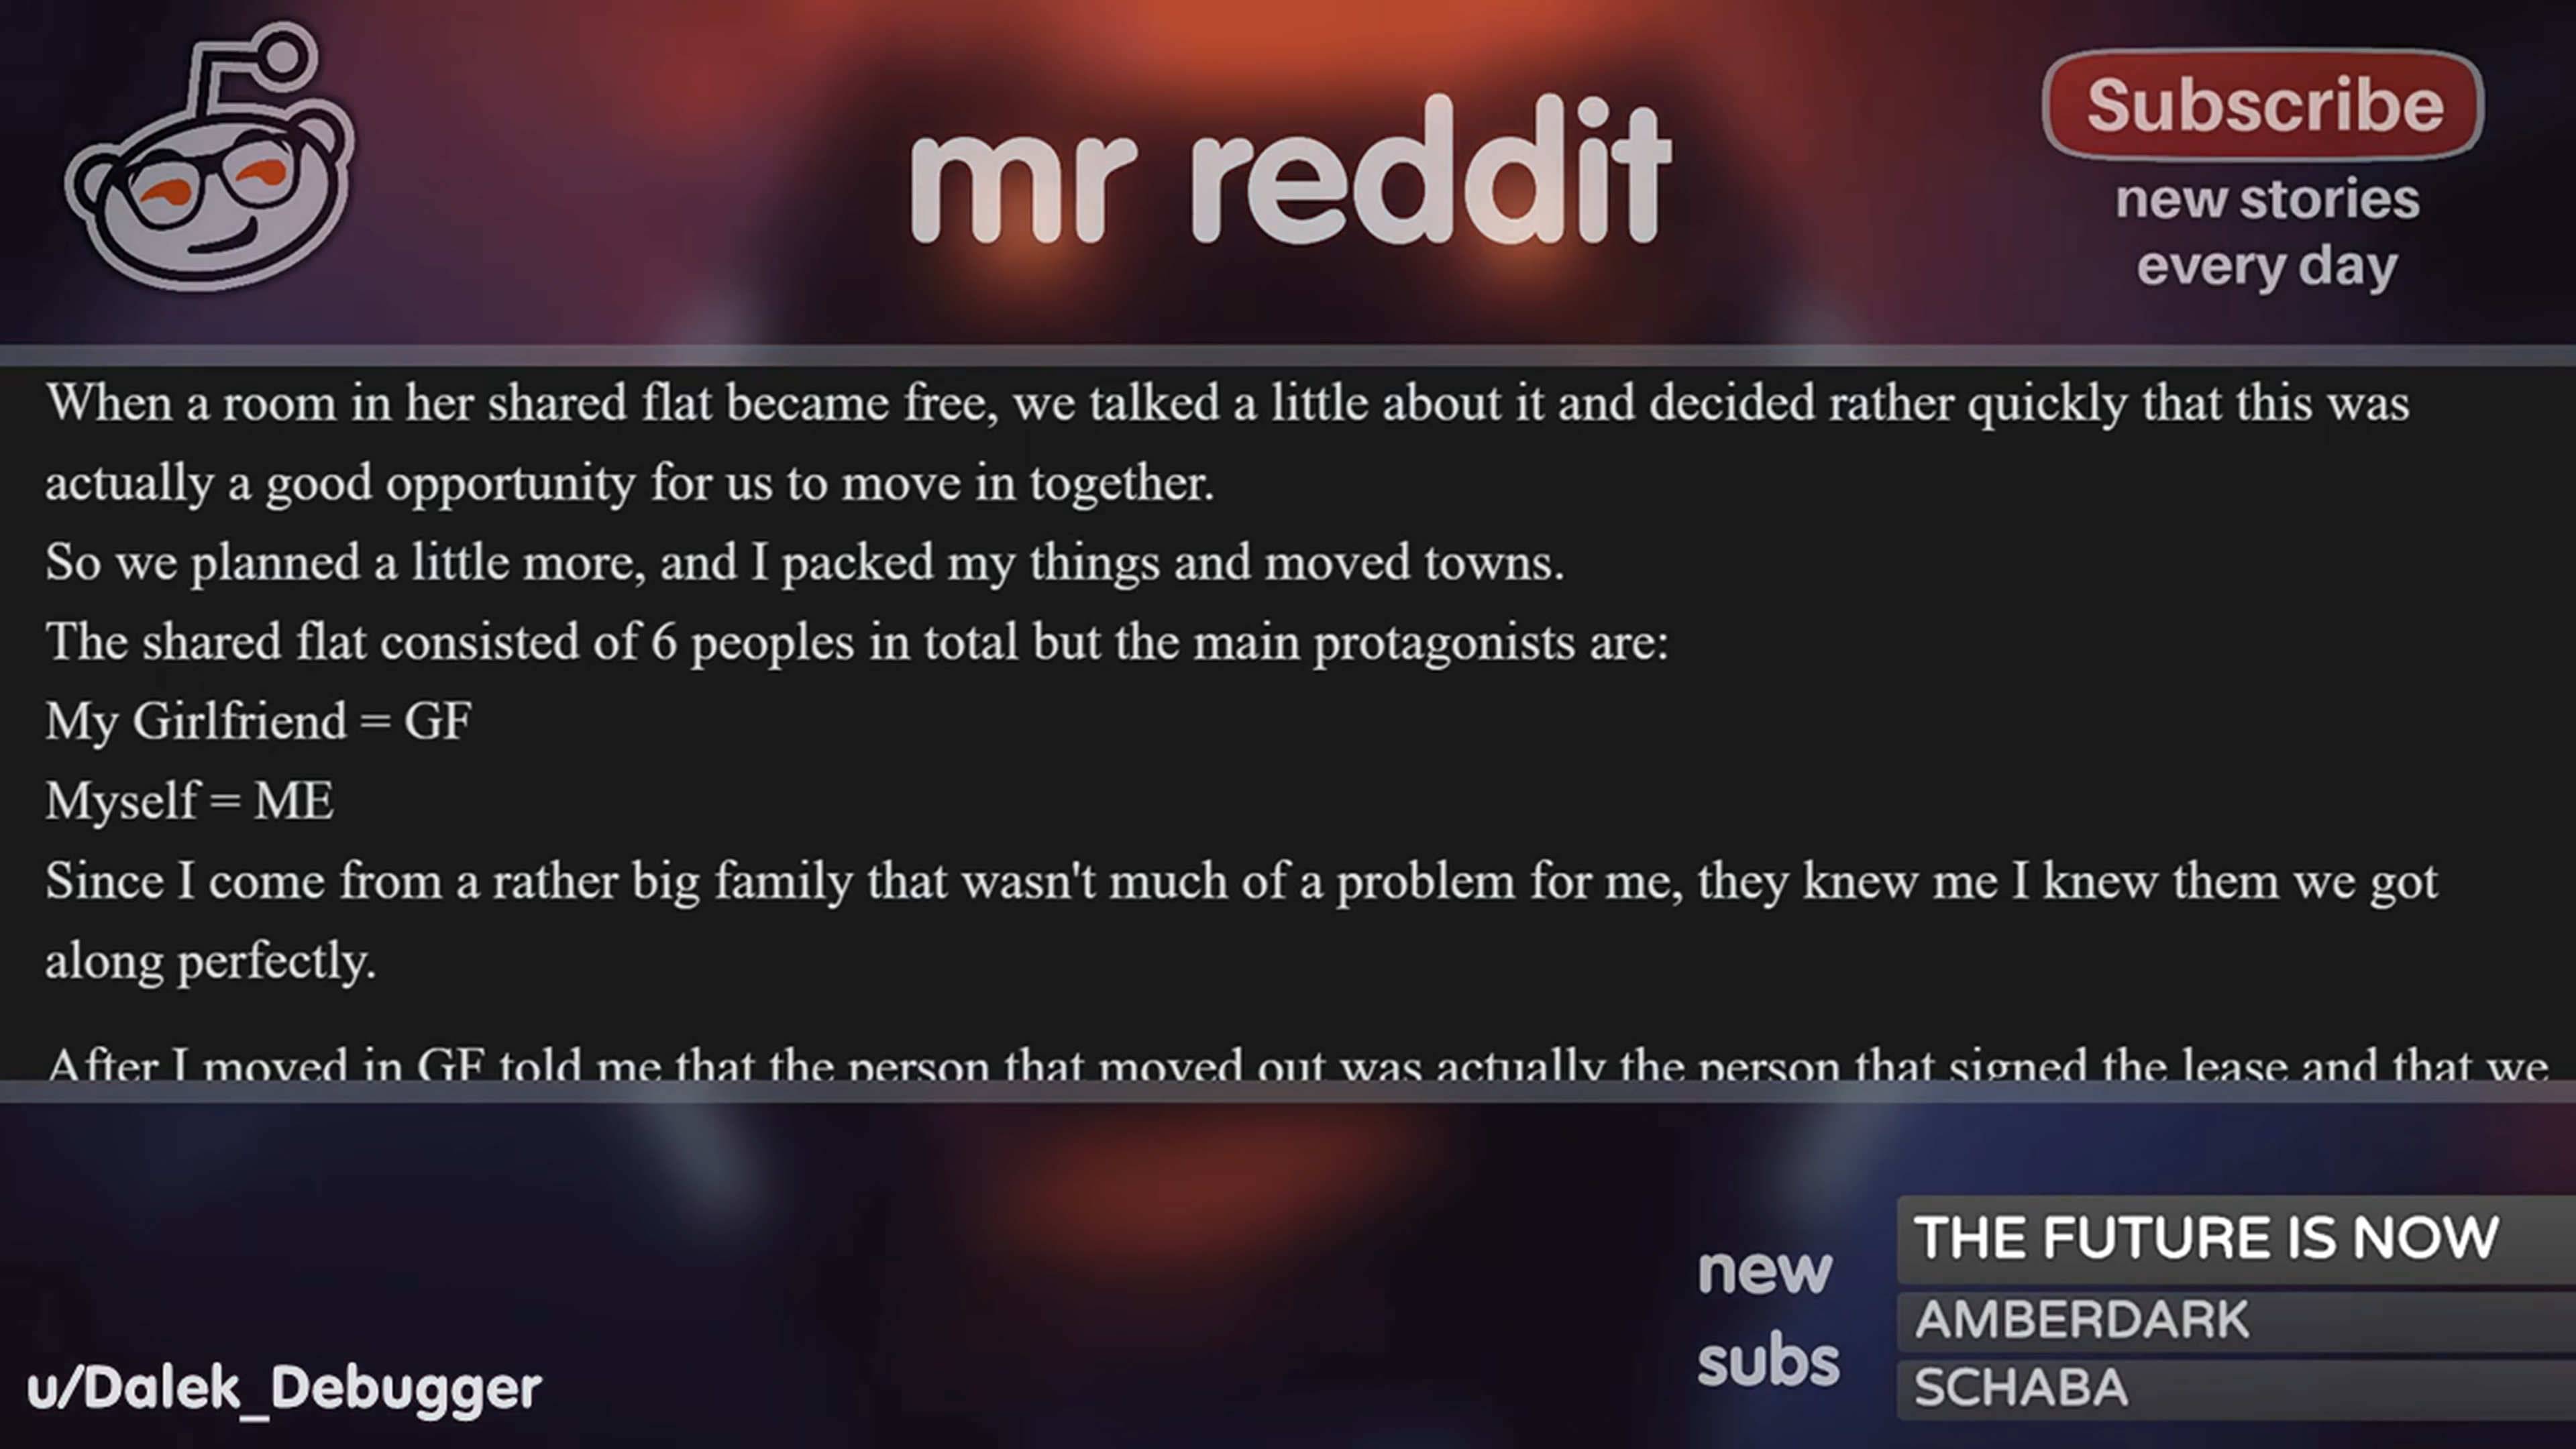 mr reddit
Subscribe
new stories
every day
When a room in her shared flat became free, we talked a little about it and decided rather quickly that this was
actually a good opportunity for us to move in together.
So we planned a little more, and I packed my things and moved towns.
The shared flat consisted of 6 peoples in total but the main protagonists are:
My Girlfriend = GF
Myself = ME
Since I come from a rather big family that wasn't much of a problem for me, they knew me I knew them we got
along perfectly.
After I moved in GF told me that the person that moved out was actually the person that signed the lease and that we
u/Dalek_Debugger
new
subs
THE FUTURE IS NOW
AMBERDARK
SCHABA